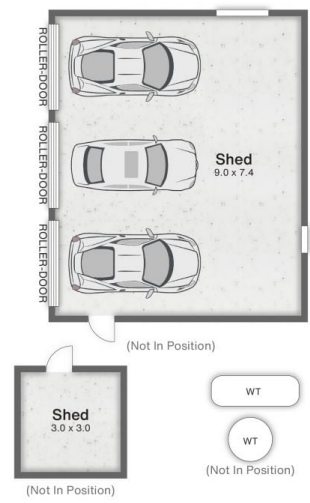 ROLLER-DOOR
ROLLER-DOOR
ROLLER-DOOR
Shed
9.0 x 7.4
(Not In Position)
Shed
3.0 x 3.0
(Not In Position)
WT
WT
(Not In Position)